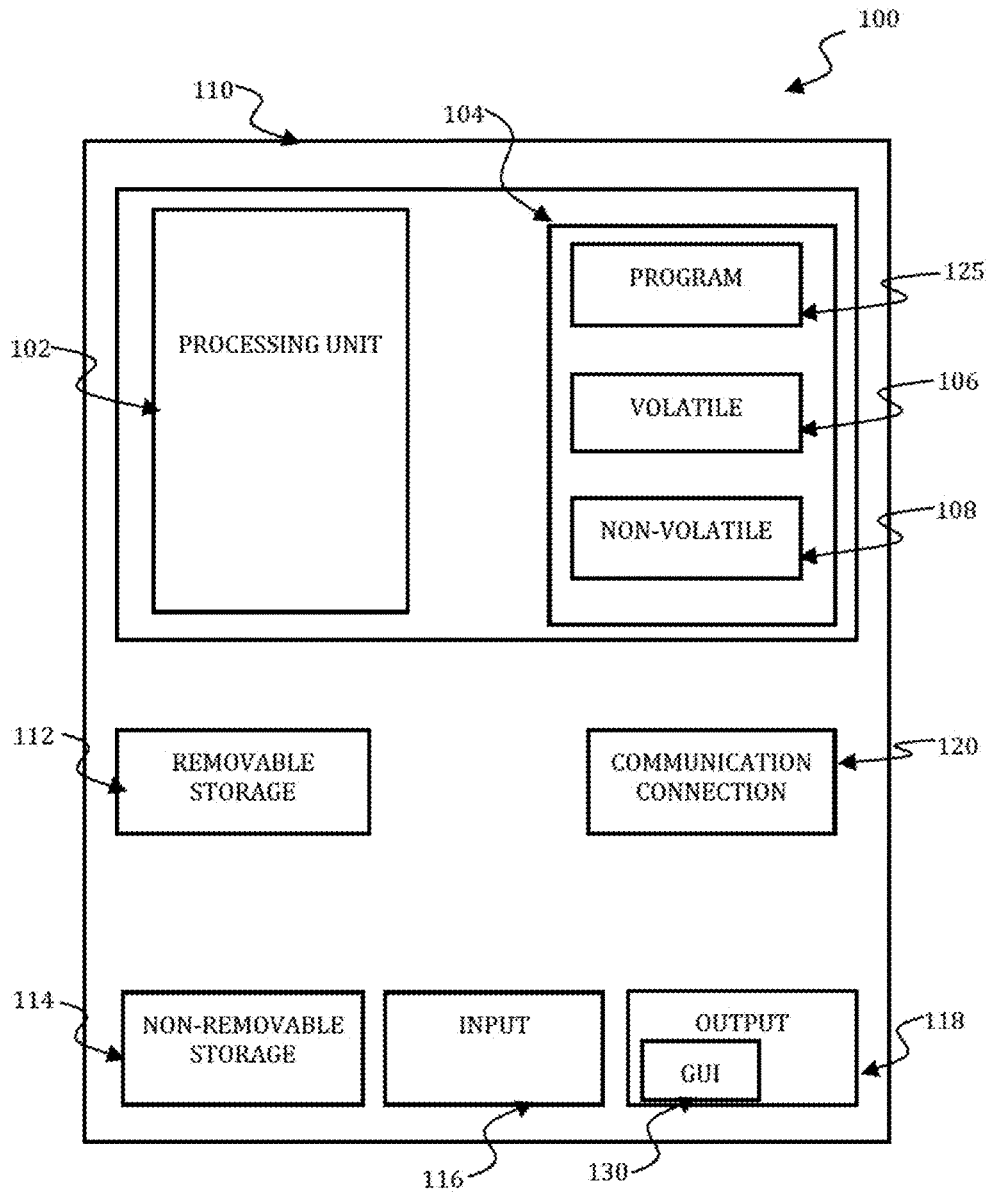 100
110
104
PROGRAM
125
PROCESSING UNIT
102
VOLATILE
106
NON-VOLATILE
108
112
REMOVABLE
STORAGE
COMMUNICATION
CONNECTION
120
114
NON-REMOVABLE
STORAGE
INPUT
OUTPUT
GUI
118
116
130